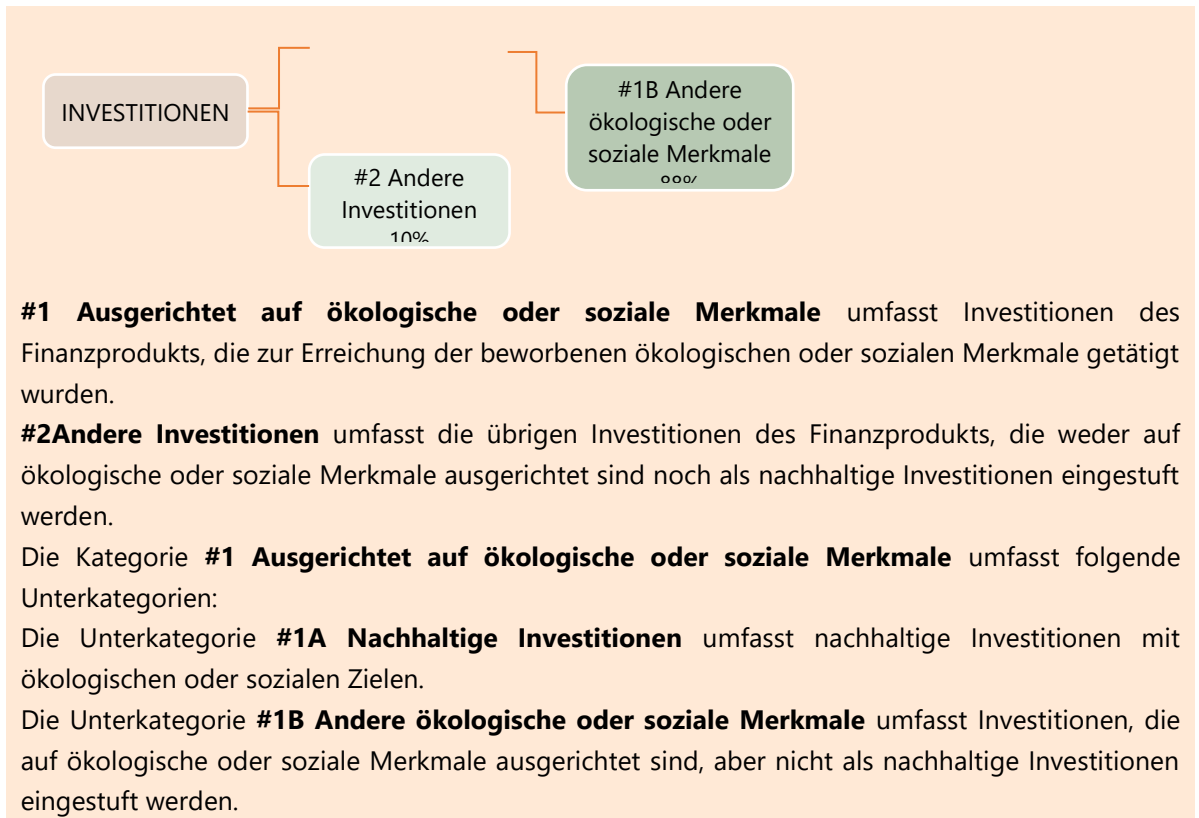 INVESTITIONEN
#1B Andere
ökologische oder
soziale Merkmale
88%
#2 Andere
Investitionen
10%
#1 Ausgerichtet auf ökologische oder soziale Merkmale umfasst Investitionen des
Finanzprodukts, die zur Erreichung der beworbenen ökologischen oder sozialen Merkmale getätigt
wurden.
#2Andere Investitionen umfasst die übrigen Investitionen des Finanzprodukts, die weder auf
ökologische oder soziale Merkmale ausgerichtet sind noch als nachhaltige Investitionen eingestuft
werden.
Die Kategorie #1 Ausgerichtet auf ökologische oder soziale Merkmale umfasst folgende
Unterkategorien:
Die Unterkategorie #1A Nachhaltige Investitionen umfasst nachhaltige Investitionen mit
ökologischen oder sozialen Zielen.
Die Unterkategorie #1B Andere ökologische oder soziale Merkmale umfasst Investitionen, die
auf ökologische oder soziale Merkmale ausgerichtet sind, aber nicht als nachhaltige Investitionen
eingestuft werden.